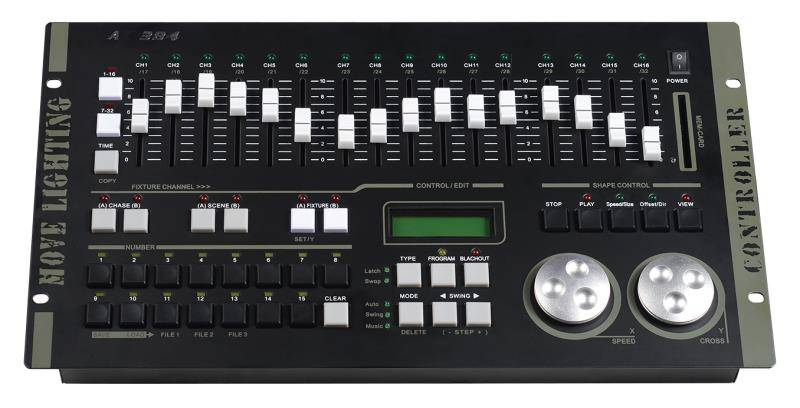 384
CH1 CH2 CH3 CH4 CH5 CH6 CH7 CH8 CH9 CH10 CH11 CH12 CH13 CH14 CH15 CH16
/17 /18 /19 /20 /21 /22 /23 /24 /25 /26 /27 /28 /29 /30 /31 /32
POWER
1-16
7-32
TIME
COPY
10 10 10 10
8 8 8 8
6 6 6 6
4 4 4 4
2 2 2 2
0 0 0 0
MEM-CARD
MOVE LIGHTING
CONTROLLER
FIXTURE CHANNEL >>>
CONTROL / EDIT
SHAPE CONTROL
(A) CHASE (B)
(A) SCENE (B)
(A) FIXTURE (B)
SET/Y
STOP PLAY Speed/Size Offset/Dir VIEW
NUMBER
1 2 3 4 5 6 7 8
TYPE PROGRAM BLACKOUT
Latch
Swop
9 10 11 12 13 14 15 CLEAR
MODE ◀ SWING ▶
Auto
Swing
Music
SAVE LOAD FILE 1 FILE 2 FILE 3
DELETE ( - STEP + )
X
SPEED
Y
CROSS